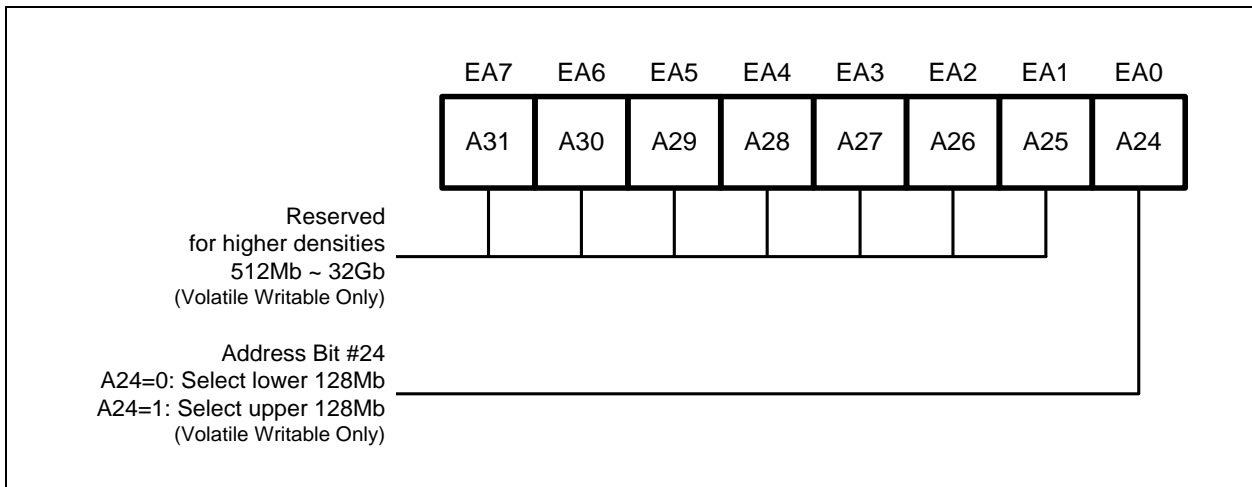 EA7 EA6 EA5 EA4 EA3 EA2 EA1 EA0
A31 A30 A29 A28 A27 A26 A25 A24
Reserved
for higher densities
512Mb ~ 32Gb
(Volatile Writable Only)
Address Bit #24
A24=0: Select lower 128Mb
A24=1: Select upper 128Mb
(Volatile Writable Only)